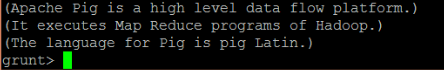 (Apache Pig is a high level data flow platform.)
(It executes Map Reduce programs of Hadoop.)
(The language for Pig is pig Latin.)
grunt>